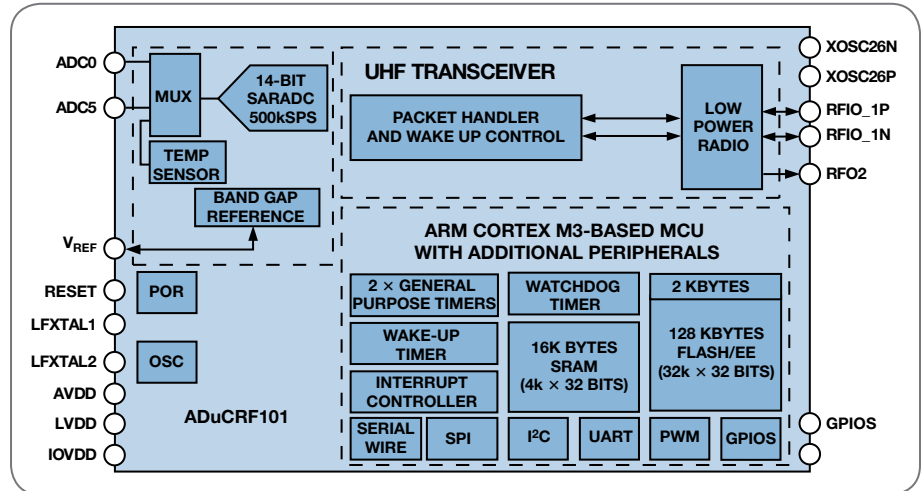 ADC0
ADC5
VREF
RESET
LFXTAL1
LFXTAL2
AVDD
LVDD
IOVDD
MUX
14-BIT
SARADC
500kSPS
TEMP
SENSOR
BAND GAP
REFERENCE
POR
OSC
ADuCRF101
UHF TRANSCEIVER
PACKET HANDLER
AND WAKE UP CONTROL
LOW
POWER
RADIO
ARM CORTEX M3-BASED MCU
WITH ADDITIONAL PERIPHERALS
2 × GENERAL
PURPOSE TIMERS
WATCHDOG
TIMER
2 KBYTES
WAKE-UP
TIMER
16K BYTES
SRAM
(4k × 32 BITS)
128 KBYTES
FLASH/EE
(32k × 32 BITS)
INTERRUPT
CONTROLLER
SERIAL
WIRE
SPI
I²C
UART
PWM
GPIOS
XOSC26N
XOSC26P
RFIO_1P
RFIO_1N
RFO2
GPIOS